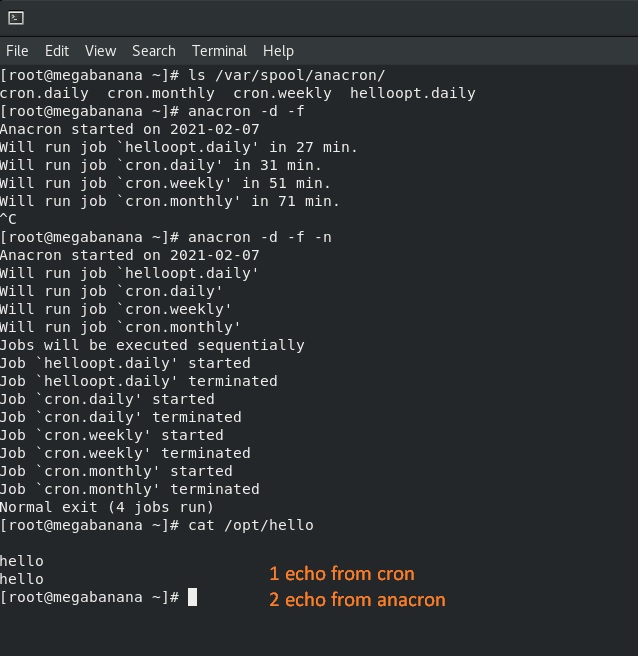 File Edit View Search Terminal Help
[root@megabanana ~]# ls /var/spool/anacron/
cron.daily  cron.monthly  cron.weekly  helloopt.daily
[root@megabanana ~]# anacron -d -f
Anacron started on 2021-02-07
Will run job `helloopt.daily' in 27 min.
Will run job `cron.daily' in 31 min.
Will run job `cron.weekly' in 51 min.
Will run job `cron.monthly' in 71 min.
^C
[root@megabanana ~]# anacron -d -f -n
Anacron started on 2021-02-07
Will run job `helloopt.daily'
Will run job `cron.daily'
Will run job `cron.weekly'
Will run job `cron.monthly'
Jobs will be executed sequentially
Job `helloopt.daily' started
Job `helloopt.daily' terminated
Job `cron.daily' started
Job `cron.daily' terminated
Job `cron.weekly' started
Job `cron.weekly' terminated
Job `cron.monthly' started
Job `cron.monthly' terminated
Normal exit (4 jobs run)
[root@megabanana ~]# cat /opt/hello
hello
hello
[root@megabanana ~]#
1 echo from cron
2 echo from anacron